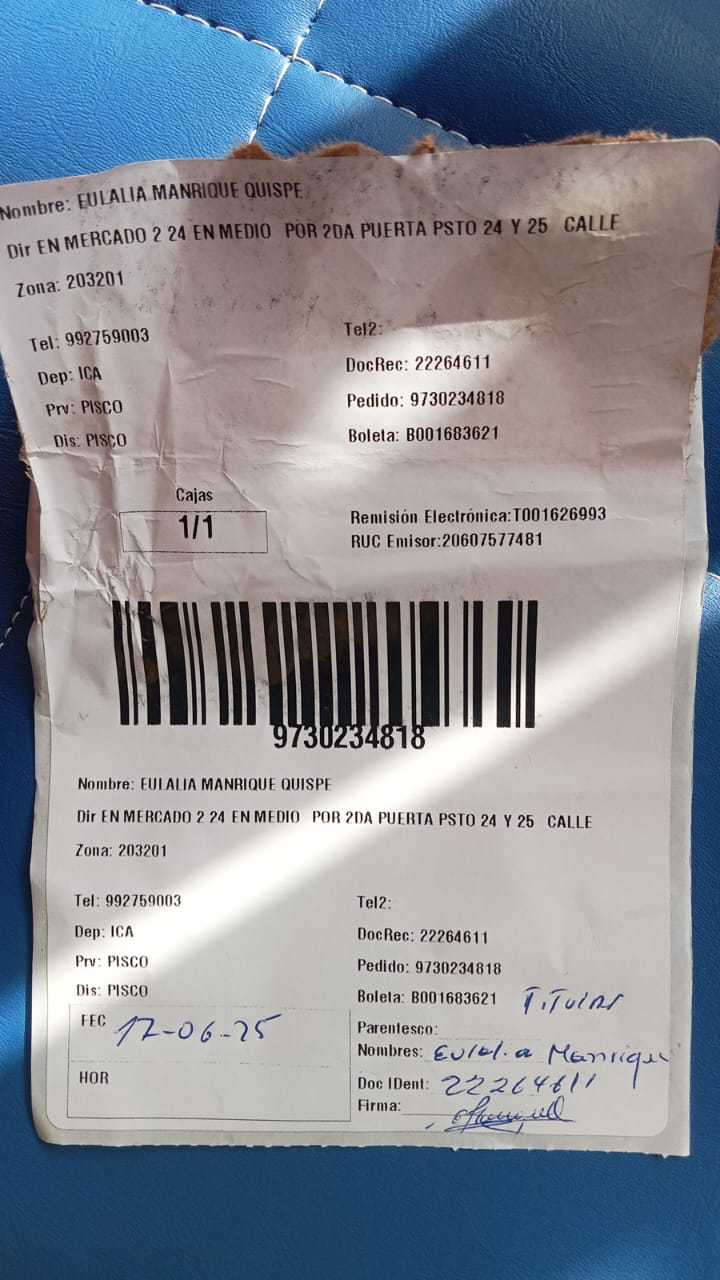 Nombre: EULALIA MANRIQUE QUISPE
Dir EN MERCADO 2 24 EN MEDIO POR 2DA PUERTA PSTO 24 Y 25 CALLE
Zona: 203201
Tel: 992759003 Tel2:
DocRec: 22264611
Dep: ICA
Pedido: 9730234818
Prv: PISCO
Boleta: B001683621
Dis: PISCO
Cajas
1/1
Remisión Electrónica:T001626993
RUC Emisor:20607577481
9730234818
Nombre: EULALIA MANRIQUE QUISPE
Dir EN MERCADO 2 24 EN MEDIO POR 2DA PUERTA PSTO 24 Y 25 CALLE
Zona: 203201
Tel: 992759003 Tel2:
Dep: ICA DocRec: 22264611
Prv: PISCO Pedido: 9730234818
Dis: PISCO Boleta: B001683621 Titular
FEC 17-06-25
Parentesco:
Nombres: Eulalia Manrique
HOR Doc IDent: 22264611
Firma: